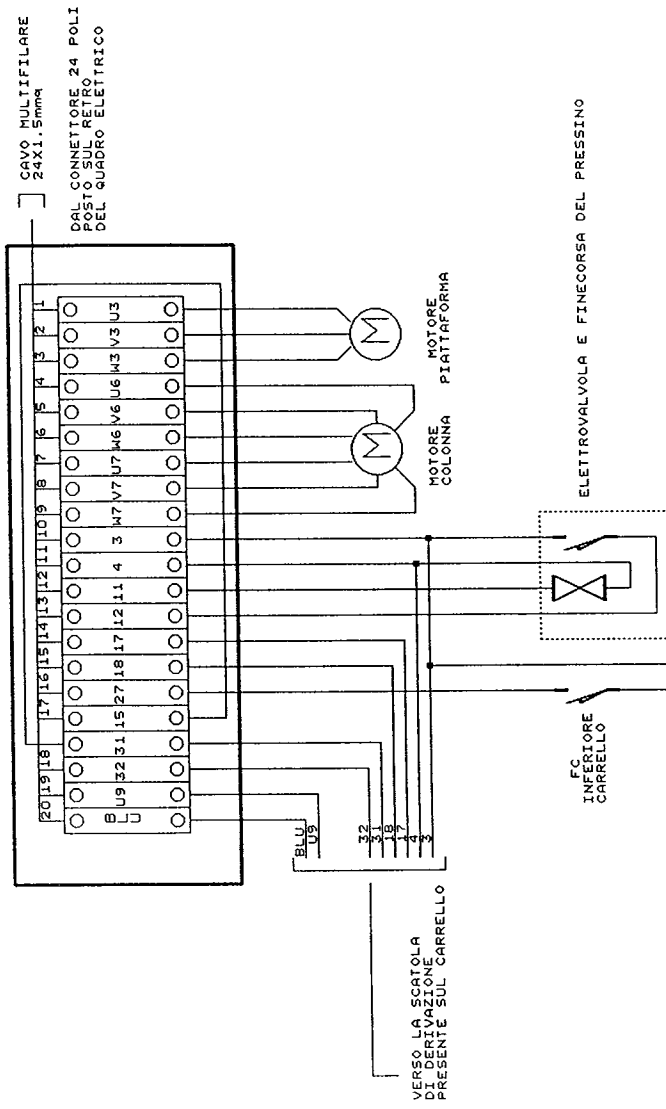 CAVO MULTIFILARE
24X1.5mmq
DAL CONNETTORE 24 POLI
POSTO SUL RETRO
DEL QUADRO ELETTRICO
1
2
3
4
5
6
7
8
9
10
11
12
13
14
15
16
17
18
19
20
U3
V3
W3
U6
V6
W6
U7
V7
W7
3
4
11
12
17
18
27
15
31
32
U9
BLU
M
MOTORE
PIATTAFORMA
M
MOTORE
COLONNA
BLU
U9
32
31
18
17
4
3
VERSO LA SCATOLA
DI DERIVAZIONE
PRESENTE SUL CARRELLO
ELETTROVALVOLA E FINECORSA DEL PRESSINO
FC
INFERIORE
CARRELLO